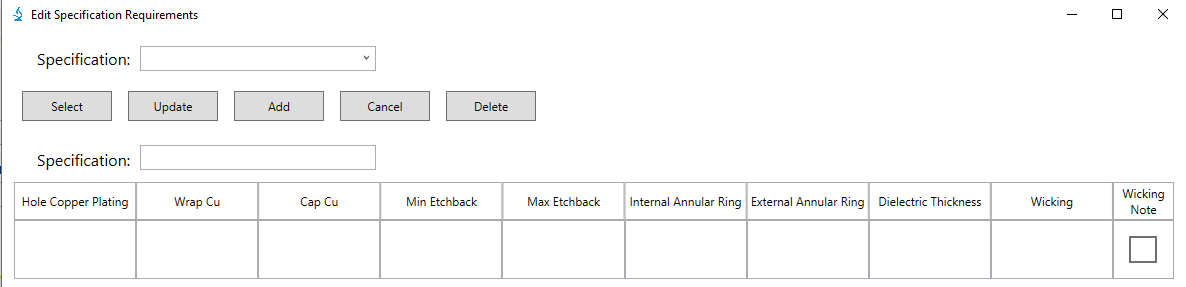 Edit Specification Requirements
Specification:
Select Update Add Cancel Delete
Specification:
Hole Copper Plating Wrap Cu Cap Cu Min Etchback Max Etchback Internal Annular Ring External Annular Ring Dielectric Thickness Wicking Wicking
Note